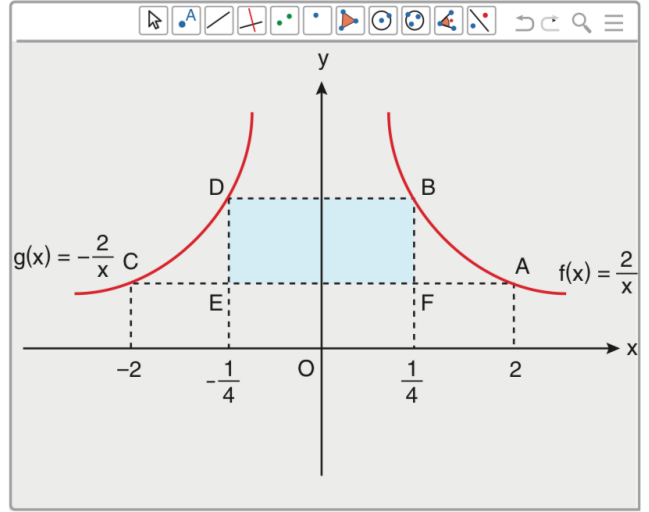 A
y
D
B
g(x) = −2/x
C
A
f(x) = 2/x
E
F
x
−2
−1/4
O
1/4
2